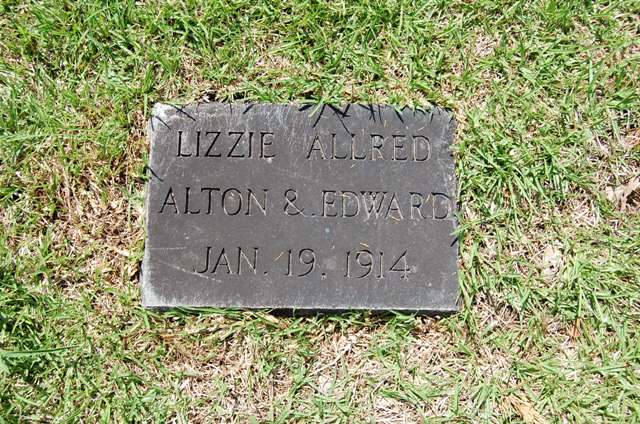 LIZZIE ALLRED
ALTON & EDWARD
JAN. 19, 1914